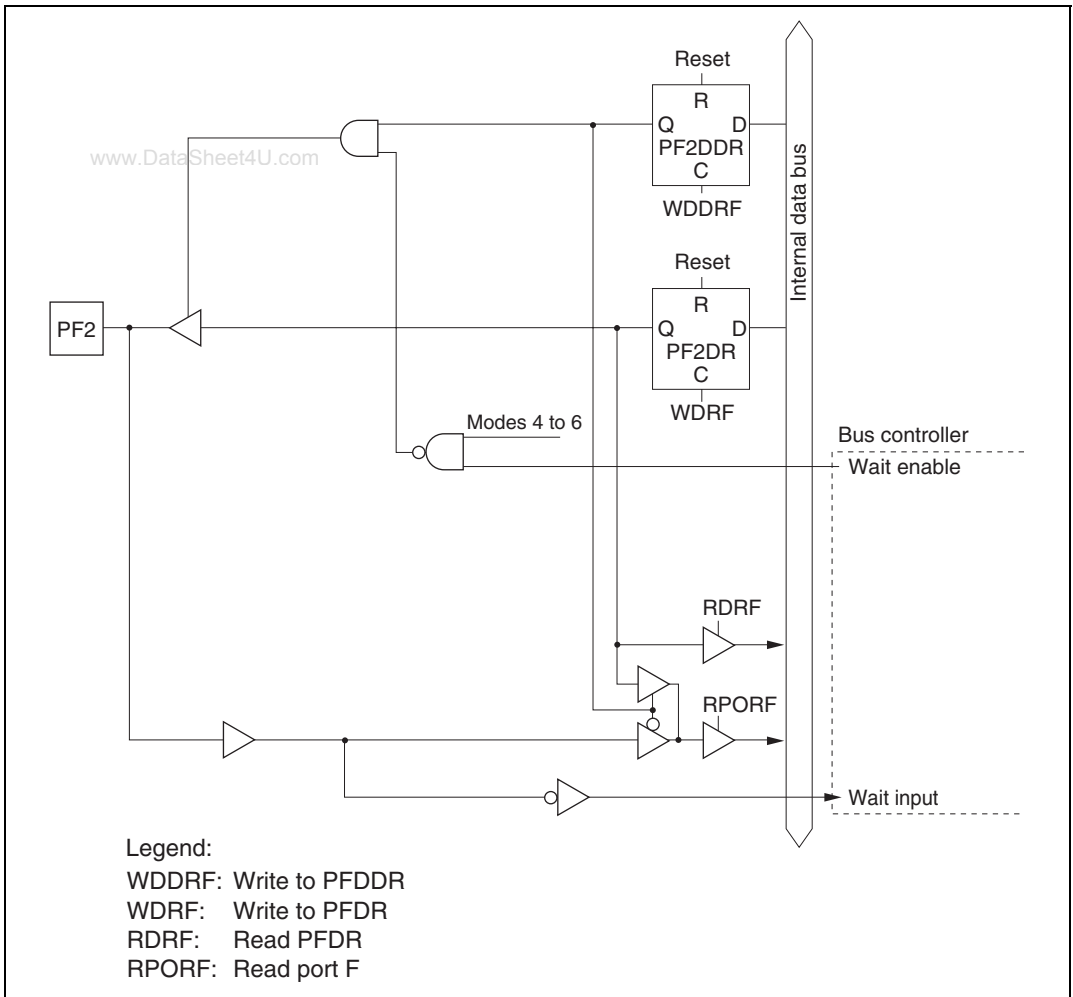 Reset
R
Q D
PF2DDR
C
WDDRF
www.DataSheet4U.com
Internal data bus
Reset
R
Q D
PF2DR
C
WDRF
PF2
Modes 4 to 6
Bus controller
Wait enable
RDRF
RPORF
Wait input
Legend:
WDDRF: Write to PFDDR
WDRF: Write to PFDR
RDRF: Read PFDR
RPORF: Read port F